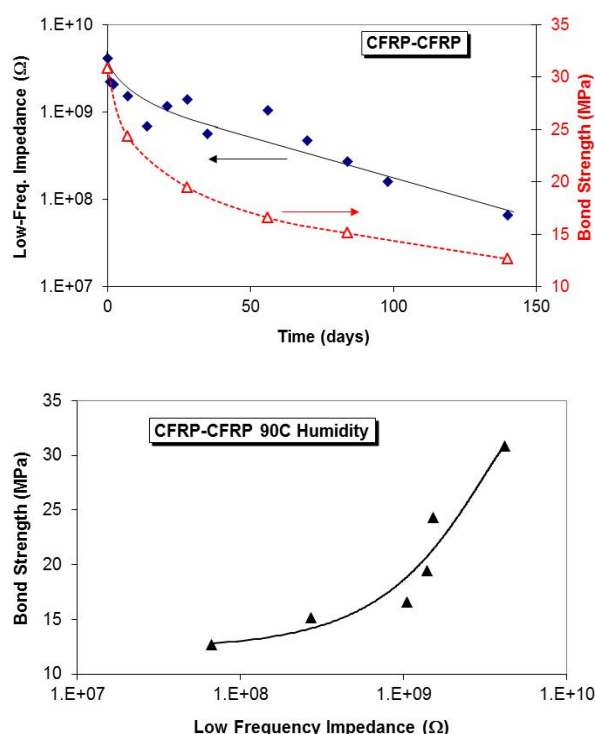 CFRP-CFRP
Low-Freq. Impedance (Ω)
1.E+10
1.E+09
1.E+08
1.E+07
35
30
25
20
15
10
Bond Strength (MPa)
0
50
100
150
Time (days)
CFRP-CFRP 90C Humidity
Bond Strength (MPa)
35
30
25
20
15
10
1.E+07
1.E+08
1.E+09
1.E+10
Low Frequency Impedance (Ω)